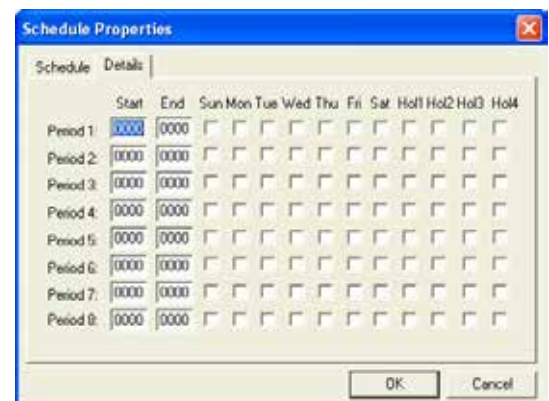 Schedule Properties
Schedule Details
Start End Sun Mon Tue Wed Thu Fri Sat Hol1 Hol2 Hol3 Hol4
Period 1: 0000 0000
Period 2: 0000 0000
Period 3: 0000 0000
Period 4: 0000 0000
Period 5: 0000 0000
Period 6: 0000 0000
Period 7: 0000 0000
Period 8: 0000 0000
OK Cancel